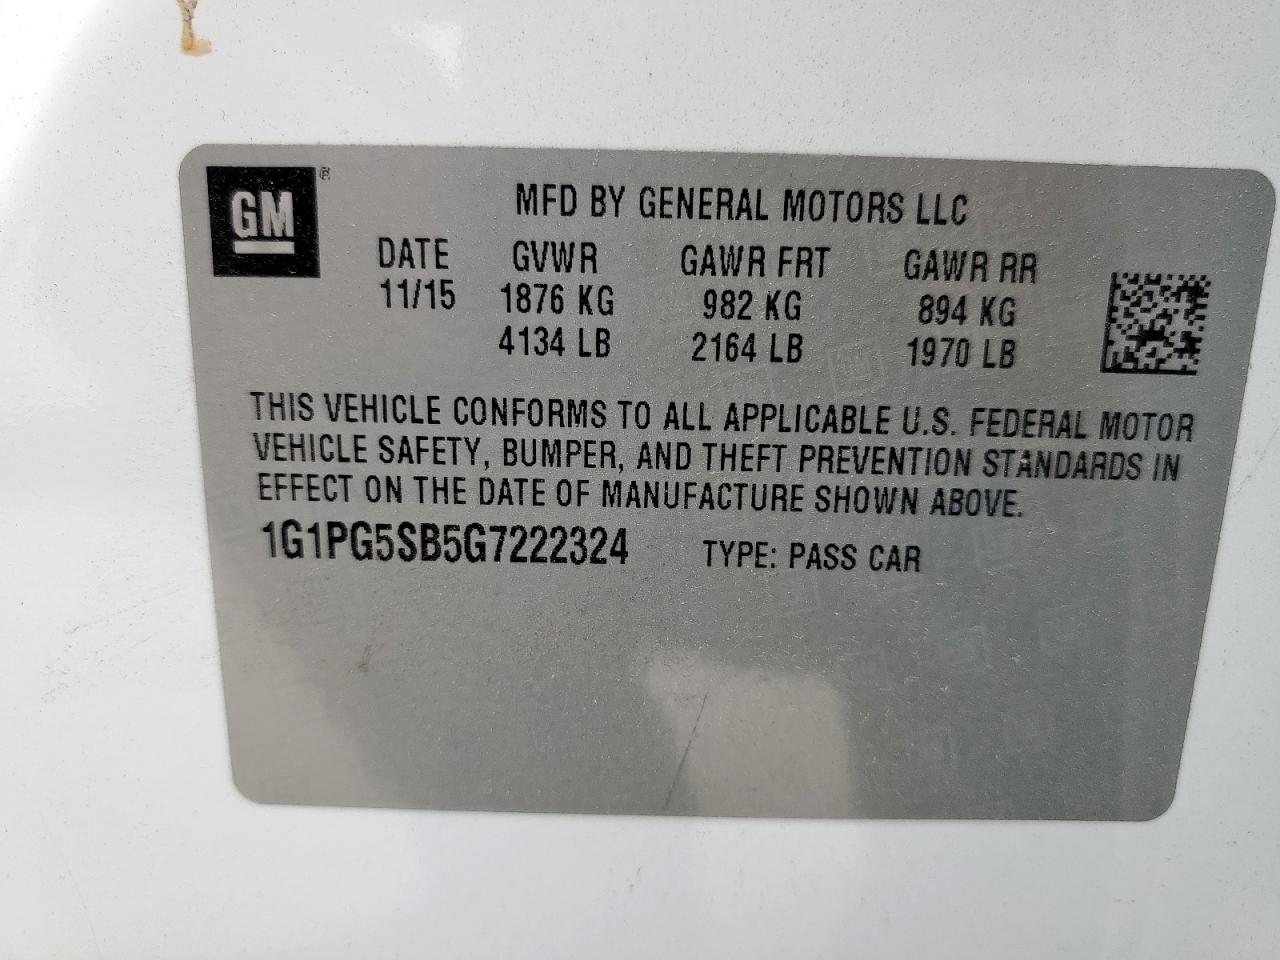 GM®
MFD BY GENERAL MOTORS LLC
DATE GVWR GAWR FRT GAWR RR
11/15 1876 KG 982 KG 894 KG
4134 LB 2164 LB 1970 LB
THIS VEHICLE CONFORMS TO ALL APPLICABLE U.S. FEDERAL MOTOR
VEHICLE SAFETY, BUMPER, AND THEFT PREVENTION STANDARDS IN
EFFECT ON THE DATE OF MANUFACTURE SHOWN ABOVE.
1G1PG5SB5G7222324 TYPE: PASS CAR